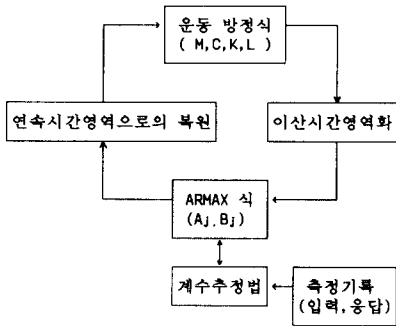 운동 방정식
( M,C,K,L )
연속시간영역으로의 복원
이산시간영역화
ARMAX 식
(Aj,Bj)
계수추정법
측정기록
(입력,응답)